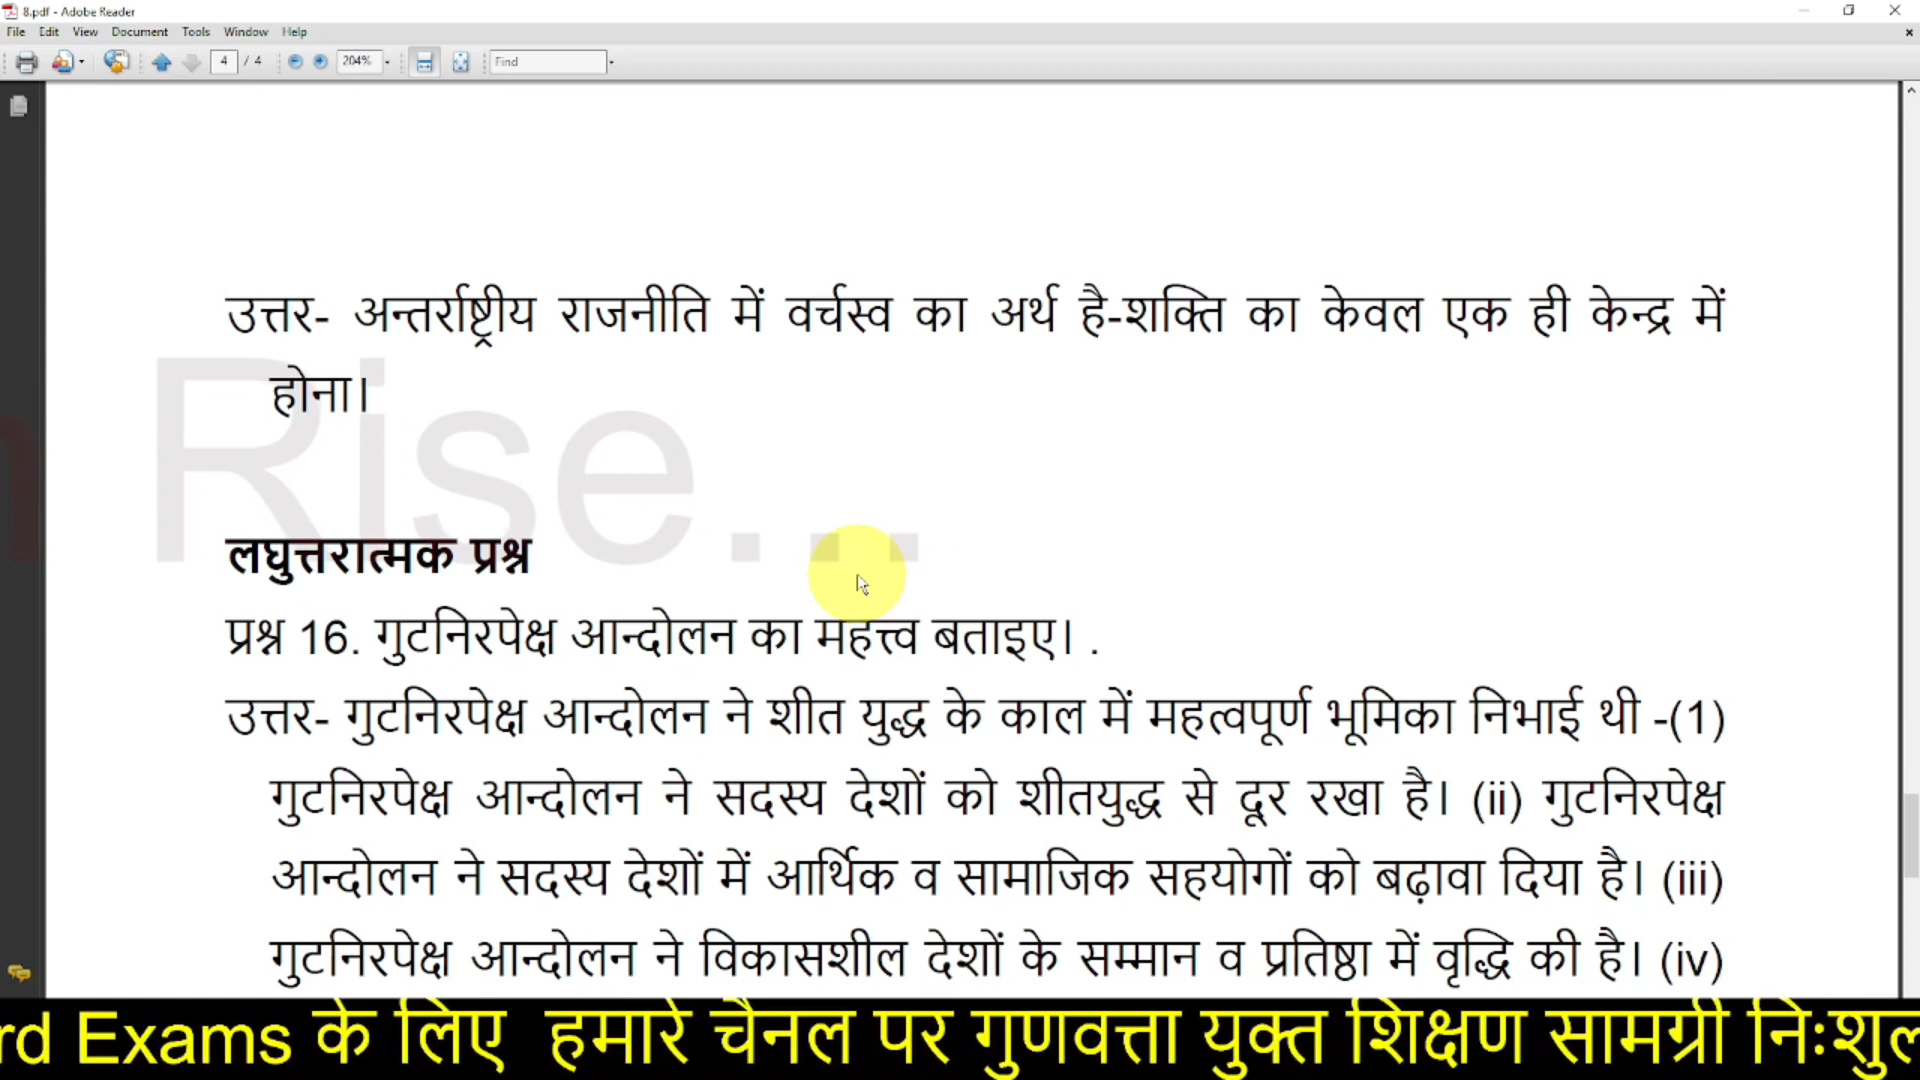 8.pdf - Adobe Reader
File Edit View Document Tools Window Help
4 / 4 204% Find
उत्तर- अन्तर्राष्ट्रीय राजनीति में वर्चस्व का अर्थ है-शक्ति का केवल एक ही केन्द्र में
होना।
Rise...
लघुत्तरात्मक प्रश्न
प्रश्न 16. गुटनिरपेक्ष आन्दोलन का महत्त्व बताइए। .
उत्तर- गुटनिरपेक्ष आन्दोलन ने शीत युद्ध के काल में महत्वपूर्ण भूमिका निभाई थी -(1)
गुटनिरपेक्ष आन्दोलन ने सदस्य देशों को शीतयुद्ध से दूर रखा है। (ii) गुटनिरपेक्ष
आन्दोलन ने सदस्य देशों में आर्थिक व सामाजिक सहयोगों को बढ़ावा दिया है। (iii)
गुटनिरपेक्ष आन्दोलन ने विकासशील देशों के सम्मान व प्रतिष्ठा में वृद्धि की है। (iv)
rd Exams के लिए हमारे चैनल पर गुणवत्ता युक्त शिक्षण सामग्री निःशुल